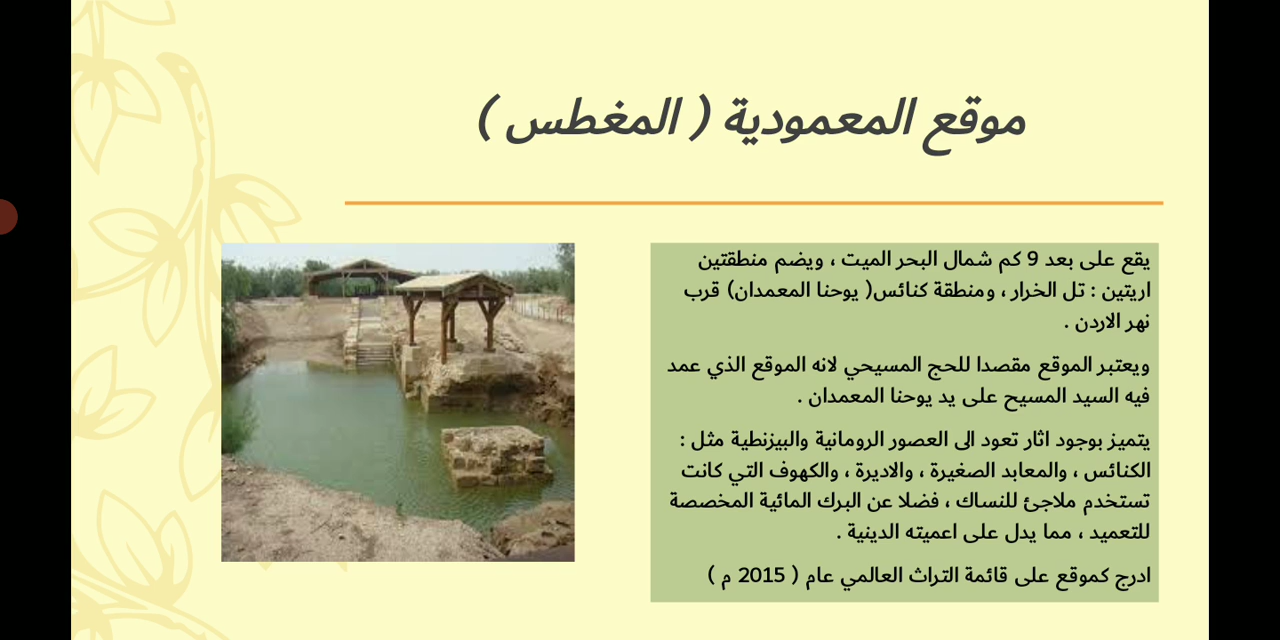 موقع المعمودية ( المغطس )
يقع على بعد 9 كم شمال البحر الميت ، ويضم منطقتين
اريتين : تل الخرار ، ومنطقة كنائس( يوحنا المعمدان) قرب
نهر الاردن .
ويعتبر الموقع مقصدا للحج المسيحي لانه الموقع الذي عمد
فيه السيد المسيح على يد يوحنا المعمدان .
يتميز بوجود اثار تعود الى العصور الرومانية والبيزنطية مثل :
الكنائس ، والمعابد الصغيرة ، والاديرة ، والكهوف التي كانت
تستخدم ملاجئ للنساك ، فضلا عن البرك المائية المخصصة
للتعميد ، مما يدل على اعميته الدينية .
ادرج كموقع على قائمة التراث العالمي عام ( 2015 م )